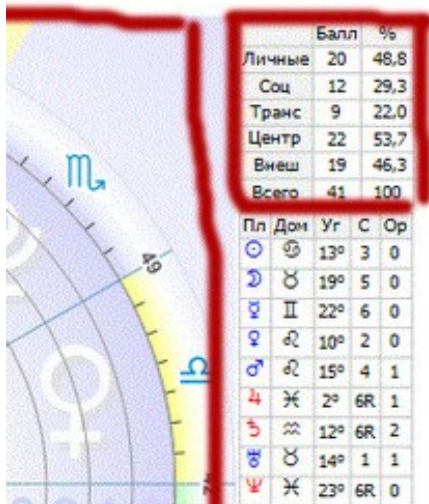 Балл %
Личные 20 48,8
Соц 12 29,3
Транс 9 22,0
Центр 22 53,7
Внеш 19 46,3
Всего 41 100
Пл Дом Уг С Ор
☉ ♋ 13° 3 0
☽ ♉ 19° 5 0
☿ ♊ 22° 6 0
♀ ♌ 10° 2 0
♂ ♌ 15° 4 1
♃ ♓ 2° 6R 1
♄ ♒ 12° 6R 2
♅ ♉ 14° 1 1
♆ ♓ 23° 6R 0
♏
49
♎